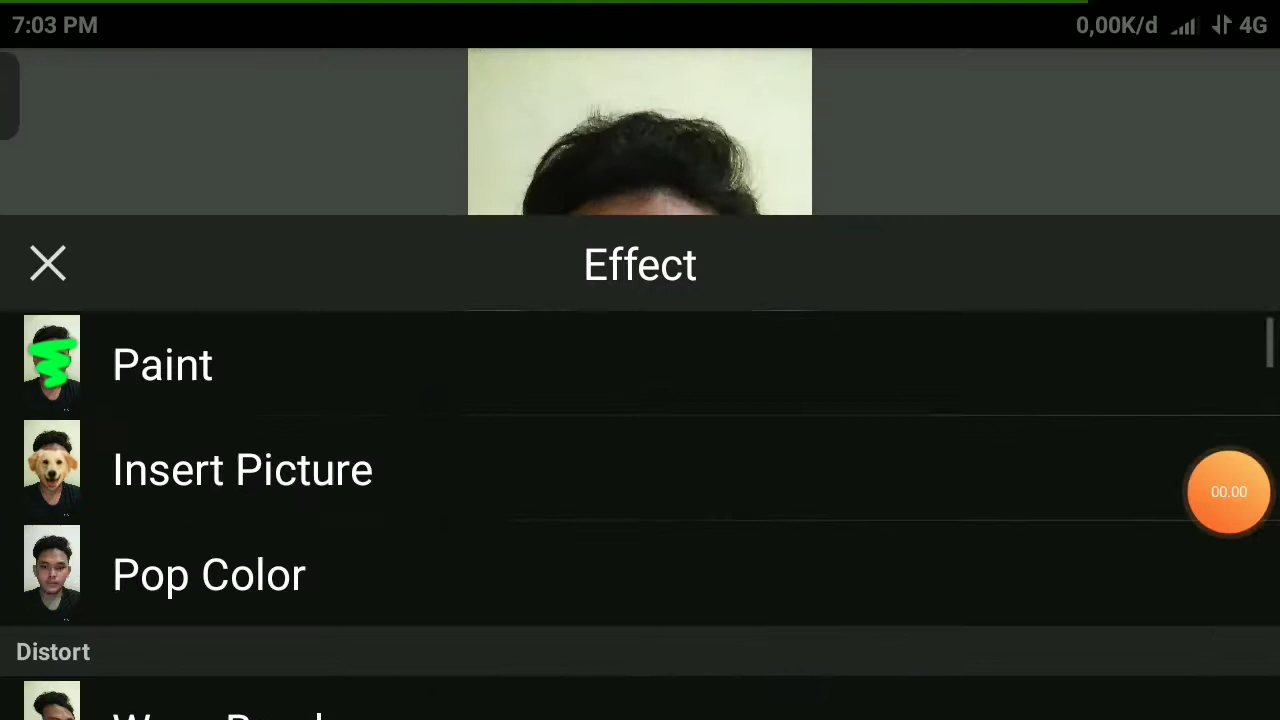 7:03 PM
0,00K/d
4G
Effect
Paint
Insert Picture
00.00
Pop Color
Distort